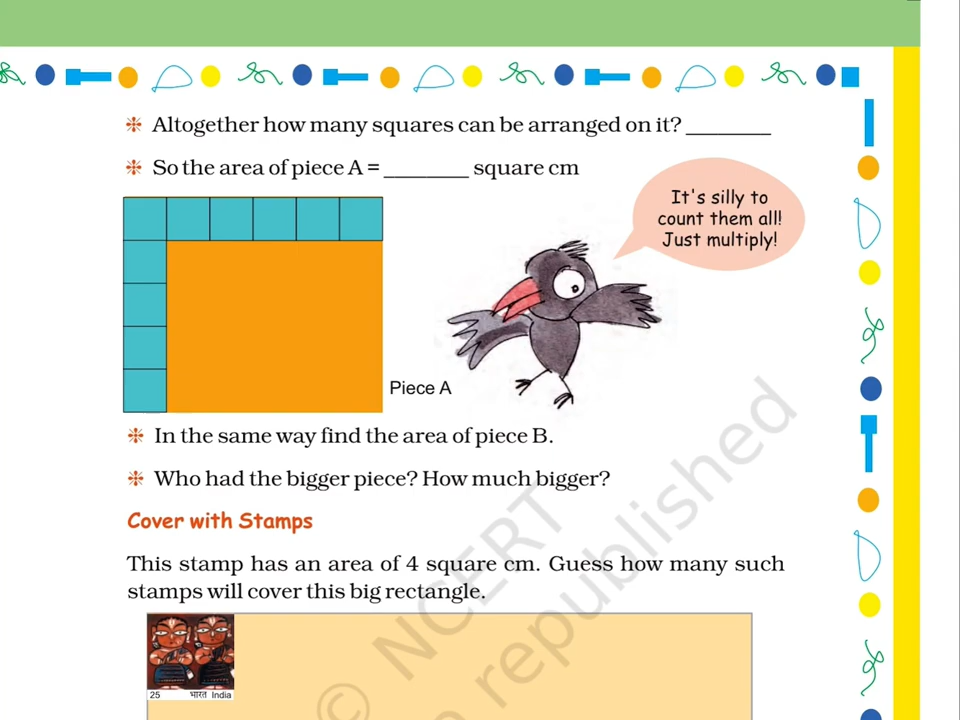 Altogether how many squares can be arranged on it? ________
So the area of piece A = ________ square cm
It's silly to
count them all!
Just multiply!
Piece A
In the same way find the area of piece B.
Who had the bigger piece? How much bigger?
Cover with Stamps
This stamp has an area of 4 square cm. Guess how many such
stamps will cover this big rectangle.
25 भारत India
© NCERT
o republished